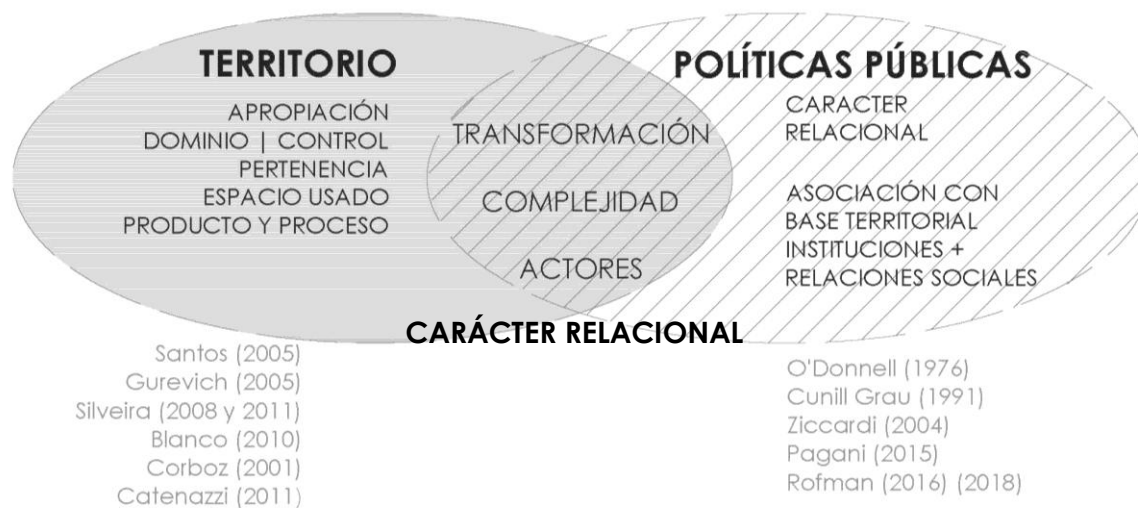 TERRITORIO
APROPIACIÓN
DOMINIO | CONTROL
PERTENENCIA
ESPACIO USADO
PRODUCTO Y PROCESO
TRANSFORMACIÓN
COMPLEJIDAD
ACTORES
POLÍTICAS PÚBLICAS
CARACTER
RELACIONAL
ASOCIACIÓN CON
BASE TERRITORIAL
INSTITUCIONES +
RELACIONES SOCIALES
CARÁCTER RELACIONAL
Santos (2005)
Gurevich (2005)
Silveira (2008 y 2011)
Blanco (2010)
Corboz (2001)
Catenazzi (2011)
O'Donnell (1976)
Cunill Grau (1991)
Ziccardi (2004)
Pagani (2015)
Rofman (2016) (2018)